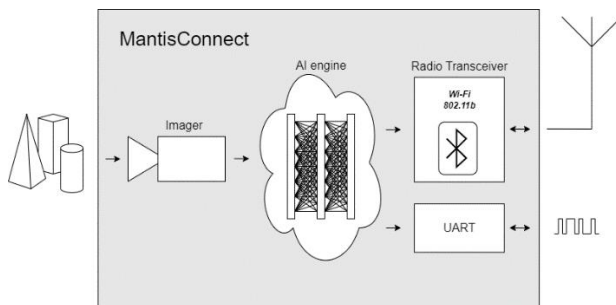 MantisConnect
AI engine
Radio Transceiver
Imager
Wi-Fi
802.11b
UART